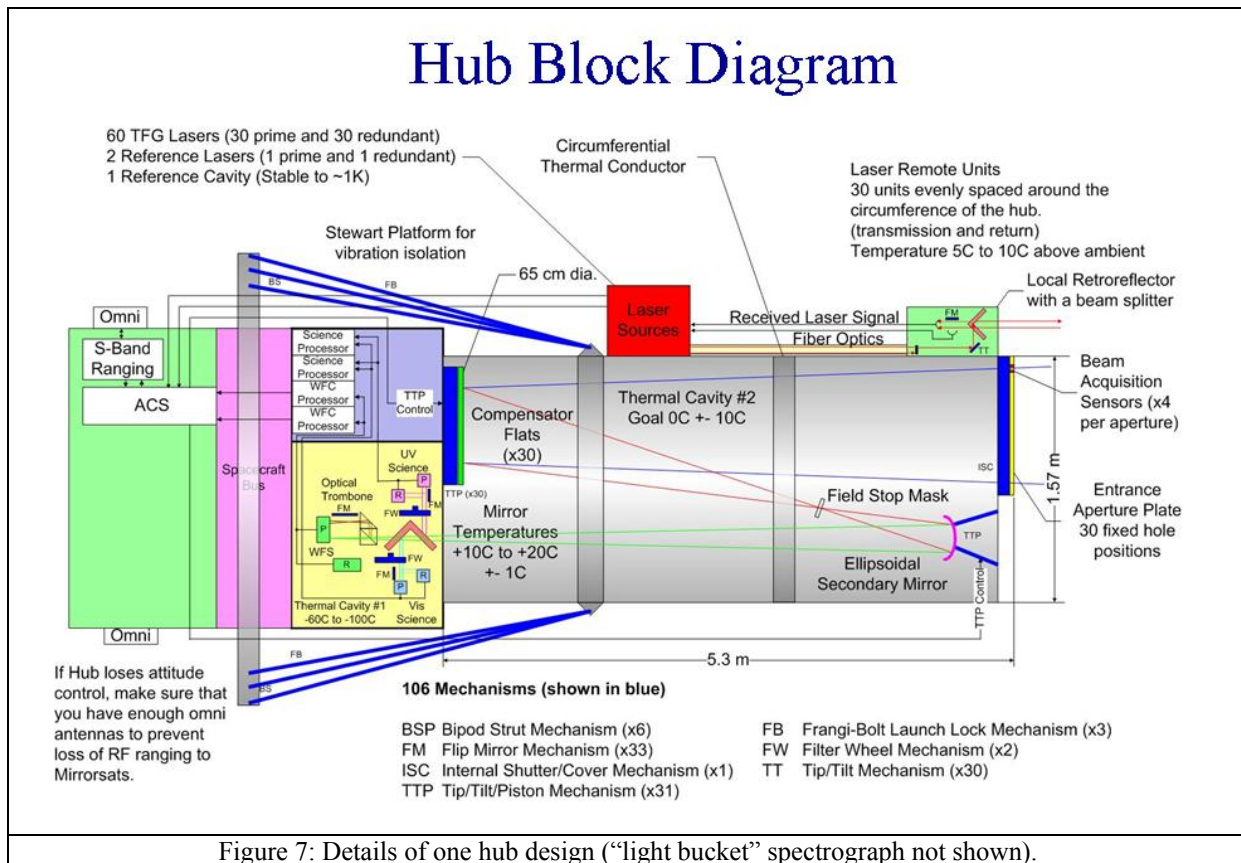 Hub Block Diagram
60 TFG Lasers (30 prime and 30 redundant)
2 Reference Lasers (1 prime and 1 redundant)
1 Reference Cavity (Stable to ~1K)
Circumferential
Thermal Conductor
Laser Remote Units
30 units evenly spaced around the
circumference of the hub.
(transmission and return)
Temperature 5C to 10C above ambient
Stewart Platform for
vibration isolation
65 cm dia.
BS
FB
Laser
Sources
Received Laser Signal
Fiber Optics
FM
TT
Local Retroreflector
with a beam splitter
Omni
S-Band
Ranging
ACS
Spacecraft
Bus
Science
Processor
Science
Processor
WFC
Processor
WFC
Processor
TTP
Control
Compensator
Flats
(x30)
Thermal Cavity #2
Goal 0C +- 10C
Beam
Acquisition
Sensors (x4
per aperture)
ISC
1.57 m
UV
Science
P
R
FM
FW
Optical
Trombone
FM
P
WFS
R
FW
FM
R
P
Vis
Science
Thermal Cavity #1
-60C to -100C
TTP (x30)
Mirror
Temperatures
+10C to +20C
+- 1C
Field Stop Mask
TTP
Ellipsoidal
Secondary Mirror
TTP Control
Entrance
Aperture Plate
30 fixed hole
positions
Omni
FB
BS
5.3 m
If Hub loses attitude
control, make sure that
you have enough omni
antennas to prevent
loss of RF ranging to
Mirrorsats.
106 Mechanisms (shown in blue)
BSP Bipod Strut Mechanism (x6)
FM Flip Mirror Mechanism (x33)
ISC Internal Shutter/Cover Mechanism (x1)
TTP Tip/Tilt/Piston Mechanism (x31)
FB Frangi-Bolt Launch Lock Mechanism (x3)
FW Filter Wheel Mechanism (x2)
TT Tip/Tilt Mechanism (x30)
Figure 7: Details of one hub design (“light bucket” spectrograph not shown).